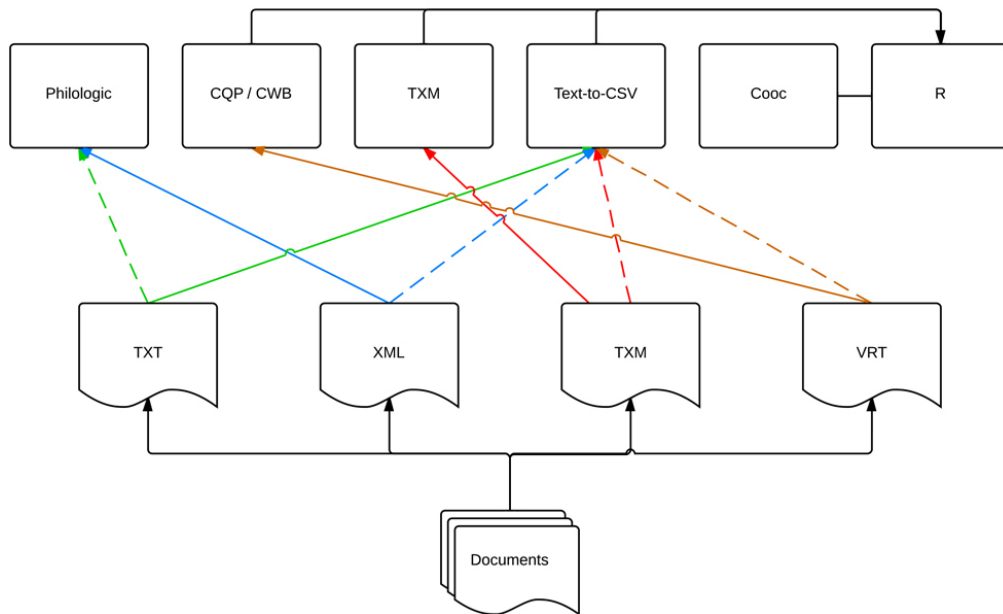 Philologic
CQP / CWB
TXM
Text-to-CSV
Cooc
R
TXT
XML
TXM
VRT
Documents